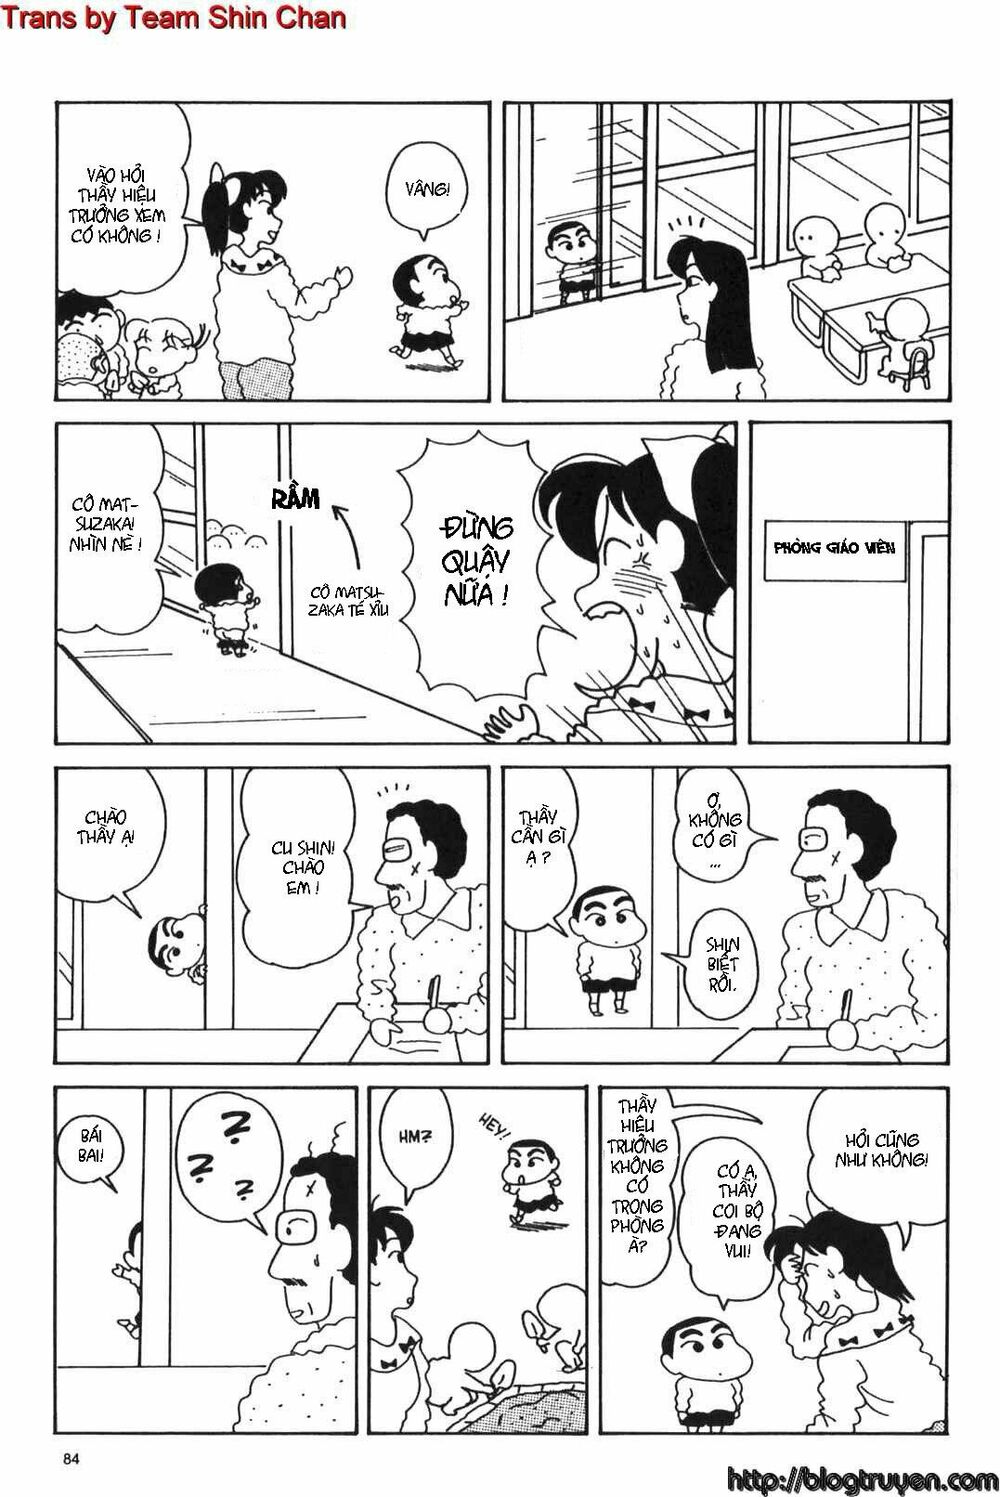 Trans by Team Shin Chan
VÀO HỎI
THẦY HIỆU
TRƯỞNG XEM
CÓ KHÔNG !
VÂNG!
CÔ MAT-
SUZAKA!
NHÌN NÈ !
RẦM
CÔ MATSU-
ZAKA TÉ XỈU
ĐỪNG
QUẬY
NỮA !
PHÒNG GIÁO VIÊN
CHÀO
THẦY Ạ!
CU SHIN!
CHÀO
EM !
THẦY
CẦN GÌ
Ạ ?
Ơ,
KHÔNG
CÓ GÌ
...
SHIN
BIẾT
RỒI.
BÁI
BAI!
? ? ?
HM?
HEY!
THẦY
HIỆU
TRƯỞNG
KHÔNG
CÓ
TRONG
PHÒNG
À?
CÓ Ạ,
THẦY
COI BỘ
ĐANG
VUI!
HỎI CŨNG
NHƯ KHÔNG!
84
http://blogtruyen.com